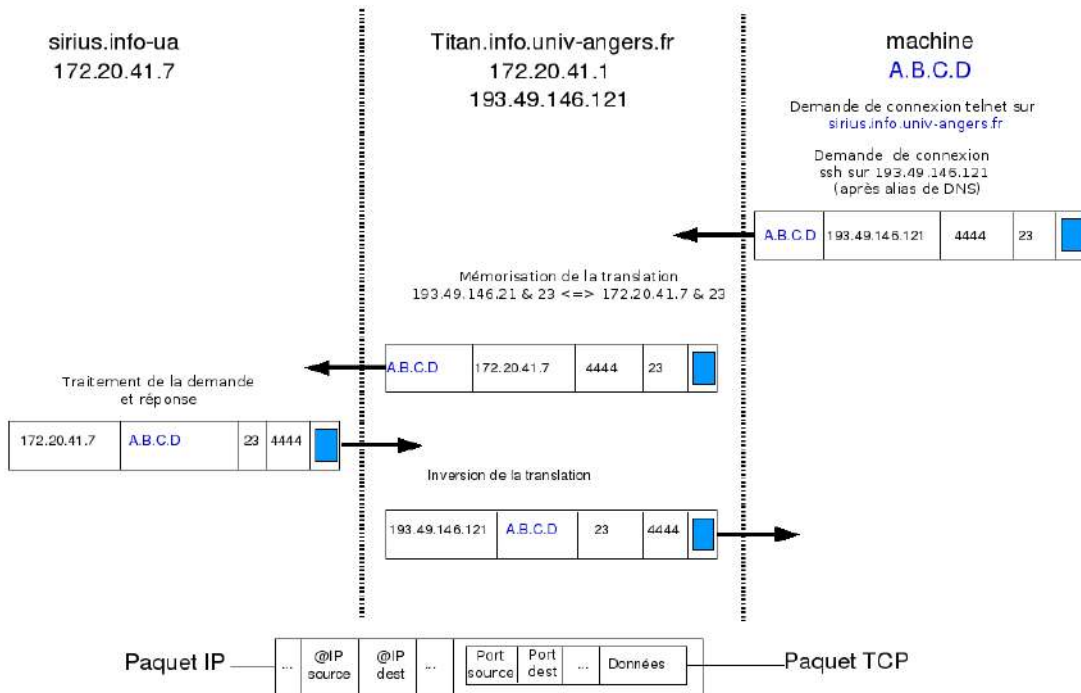 sirius.info-ua
172.20.41.7
Titan.info.univ-angers.fr
172.20.41.1
193.49.146.121
machine
A.B.C.D
Demande de connexion telnet sur
sirius.info.univ-angers.fr
Demande de connexion
ssh sur 193.49.146.121
(après alias de DNS)
A.B.C.D 193.49.146.121 4444 23
Mémorisation de la translation
193.49.146.21 & 23 <=> 172.20.41.7 & 23
A.B.C.D 172.20.41.7 4444 23
Traitement de la demande
et réponse
172.20.41.7 A.B.C.D 23 4444
Inversion de la translation
193.49.146.121 A.B.C.D 23 4444
Paquet IP
...
@IP
source
@IP
dest
...
Port
source
Port
dest
...
Données
Paquet TCP